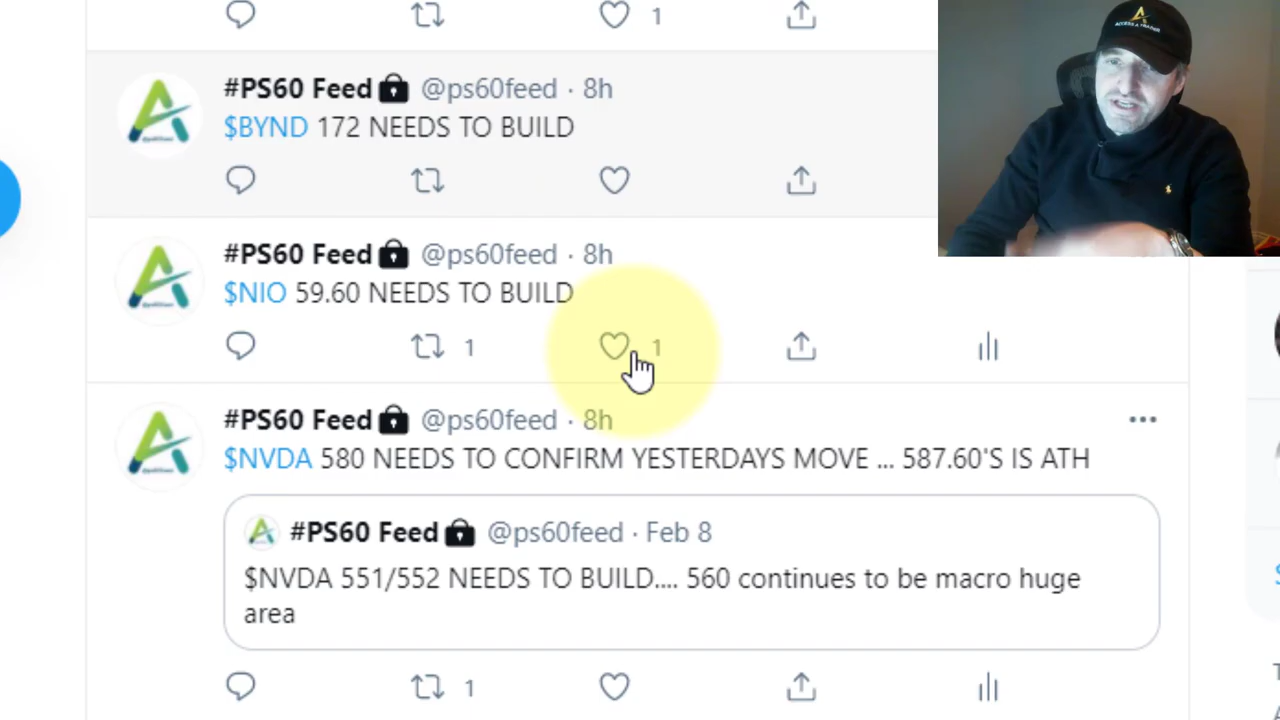 1
#PS60 Feed @ps60feed · 8h
$BYND 172 NEEDS TO BUILD
#PS60 Feed @ps60feed · 8h
$NIO 59.60 NEEDS TO BUILD
1 1
#PS60 Feed @ps60feed · 8h
$NVDA 580 NEEDS TO CONFIRM YESTERDAYS MOVE ... 587.60'S IS ATH
#PS60 Feed @ps60feed · Feb 8
$NVDA 551/552 NEEDS TO BUILD.... 560 continues to be macro huge
area
1